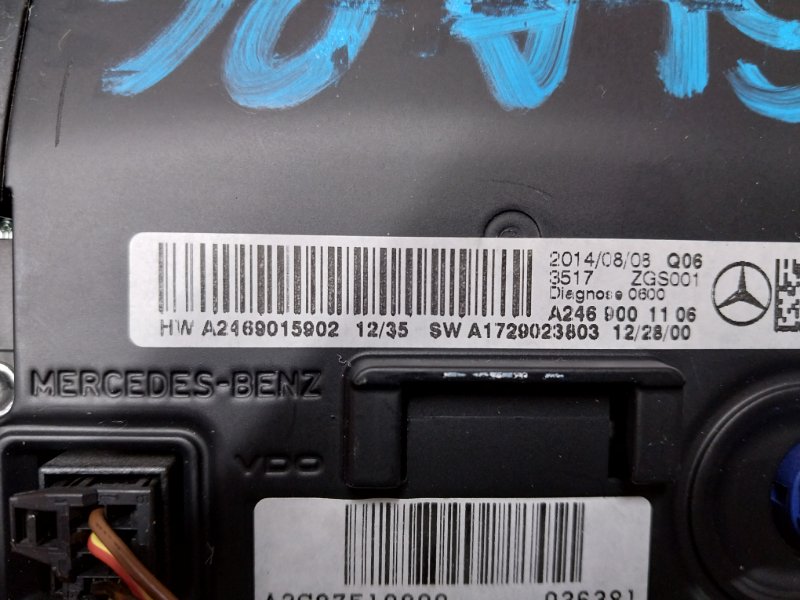 2014/08/08 Q06
3517 ZGS001
Diagnose 0600
A246 900 11 06
HW A2469015902 12/35 SW A1729023803 12/28/00
MERCEDES-BENZ
VDO
036381